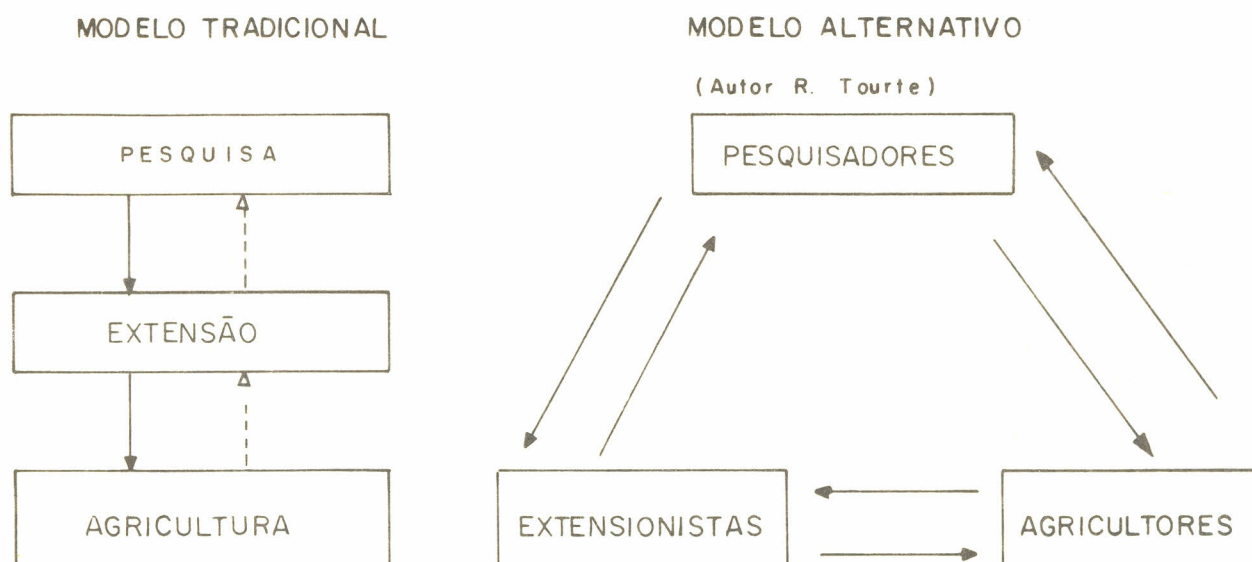 MODELO TRADICIONAL
PESQUISA
EXTENSÃO
AGRICULTURA
MODELO ALTERNATIVO
(Autor R. Tourte)
PESQUISADORES
EXTENSIONISTAS
AGRICULTORES